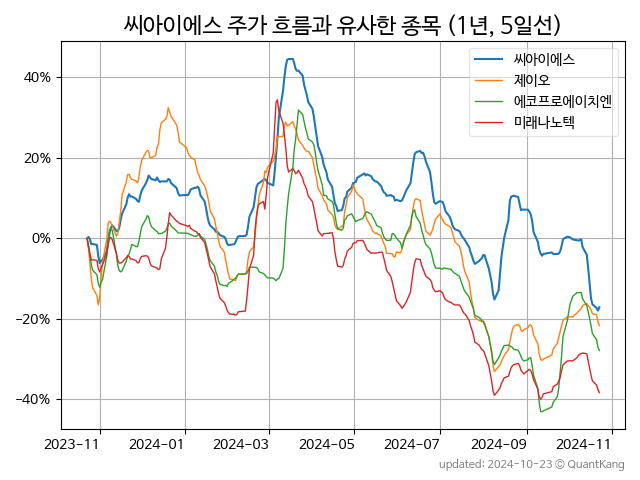 씨아이에스 주가 흐름과 유사한 종목 (1년, 5일선)
씨아이에스
제이오
에코프로에이치엔
미래나노텍
40%
20%
0%
−20%
−40%
2023-11 2024-01 2024-03 2024-05 2024-07 2024-09 2024-11
updated: 2024-10-23 © QuantKang